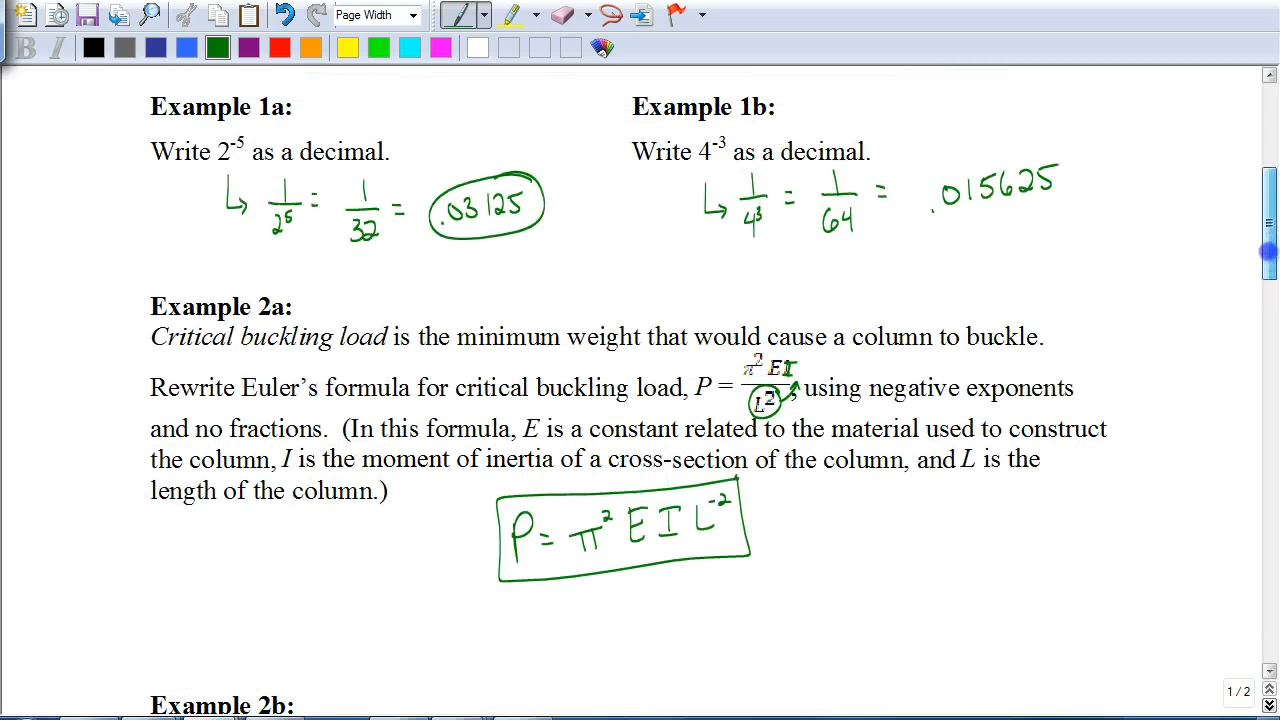 Page Width
B I
Example 1a:
Example 1b:
Write 2⁻⁵ as a decimal.
Write 4⁻³ as a decimal.
↳ 1/2⁵ = 1/32 = .03125
↳ 1/4³ = 1/64 = .015625
Example 2a:
Critical buckling load is the minimum weight that would cause a column to buckle.
Rewrite Euler’s formula for critical buckling load, P = π² EI / L², using negative exponents
and no fractions. (In this formula, E is a constant related to the material used to construct
the column, I is the moment of inertia of a cross-section of the column, and L is the
length of the column.)
P = π² E I L⁻²
1 / 2
Example 2b: